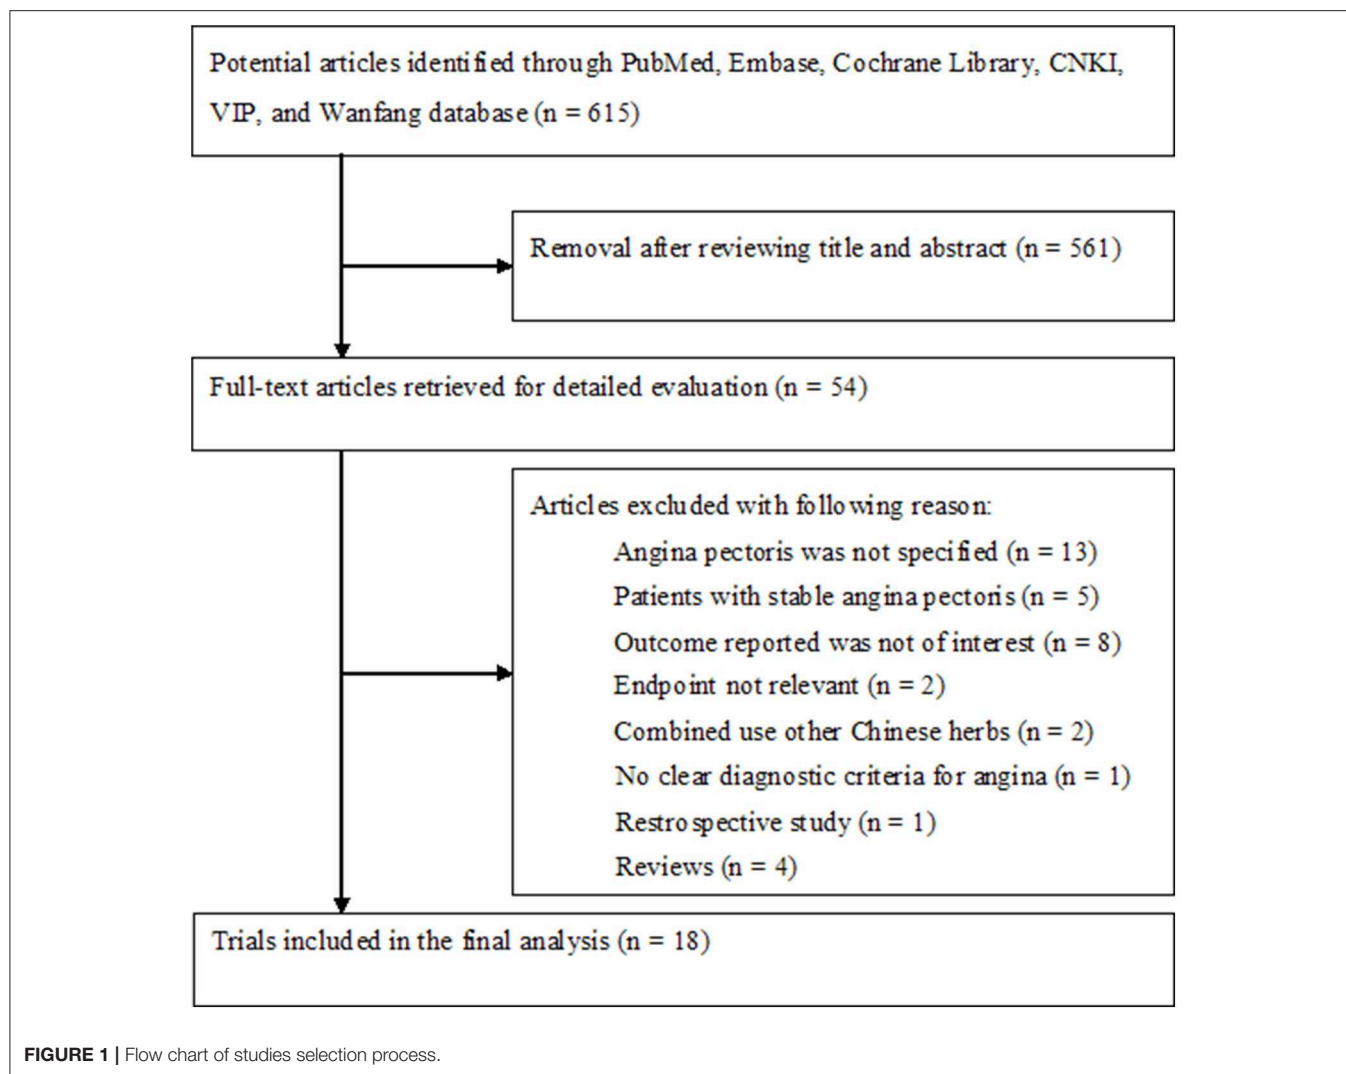 Potential articles identified through PubMed, Embase, Cochrane Library, CNKI,
VIP, and Wanfang database (n = 615)
Removal after reviewing title and abstract (n = 561)
Full-text articles retrieved for detailed evaluation (n = 54)
Articles excluded with following reason:
Angina pectoris was not specified (n = 13)
Patients with stable angina pectoris (n = 5)
Outcome reported was not of interest (n = 8)
Endpoint not relevant (n = 2)
Combined use other Chinese herbs (n = 2)
No clear diagnostic criteria for angina (n = 1)
Restrospective study (n = 1)
Reviews (n = 4)
Trials included in the final analysis (n = 18)
FIGURE 1 | Flow chart of studies selection process.